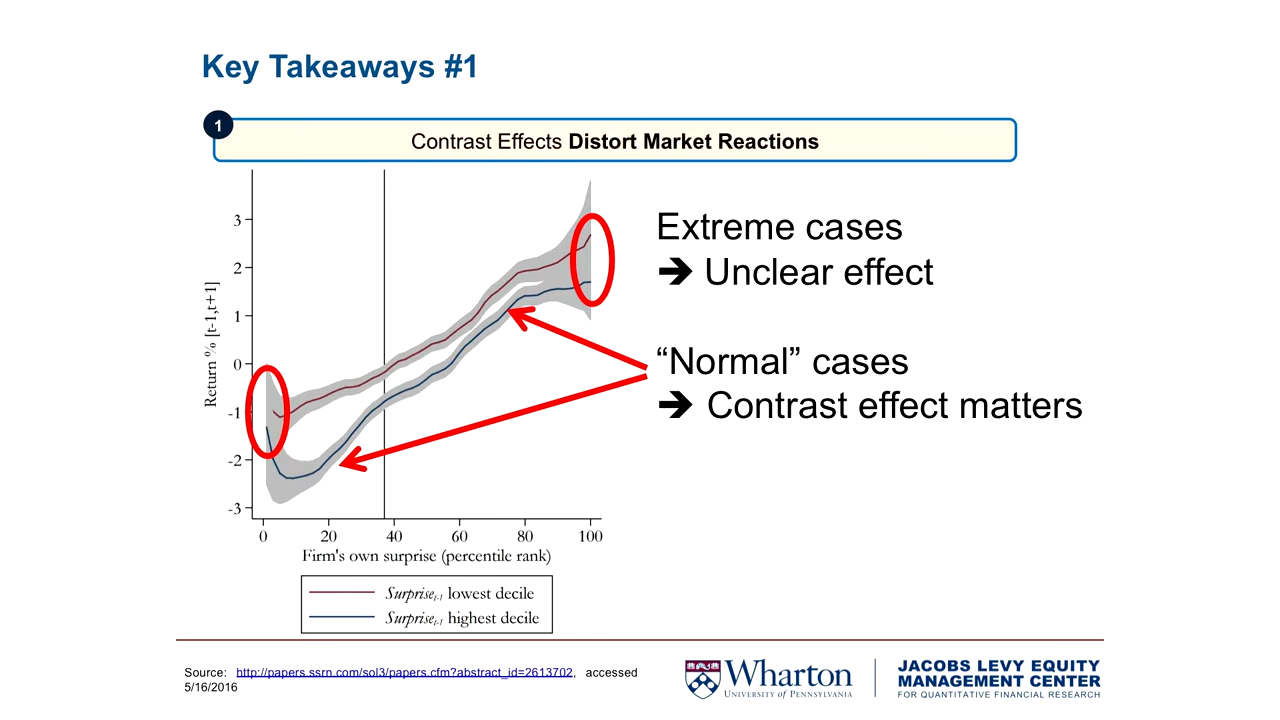 Key Takeaways #1
1
Contrast Effects Distort Market Reactions
3
2
1
0
-1
-2
-3
Return % [t-1,t+1]
0 20 40 60 80 100
Firm's own surprise (percentile rank)
Surprise t-1 lowest decile
Surprise t-1 highest decile
Extreme cases
➔ Unclear effect
“Normal” cases
➔ Contrast effect matters
Source: http://papers.ssrn.com/sol3/papers.cfm?abstract_id=2613702, accessed
5/16/2016
Wharton
UNIVERSITY of PENNSYLVANIA
JACOBS LEVY EQUITY
MANAGEMENT CENTER
FOR QUANTITATIVE FINANCIAL RESEARCH